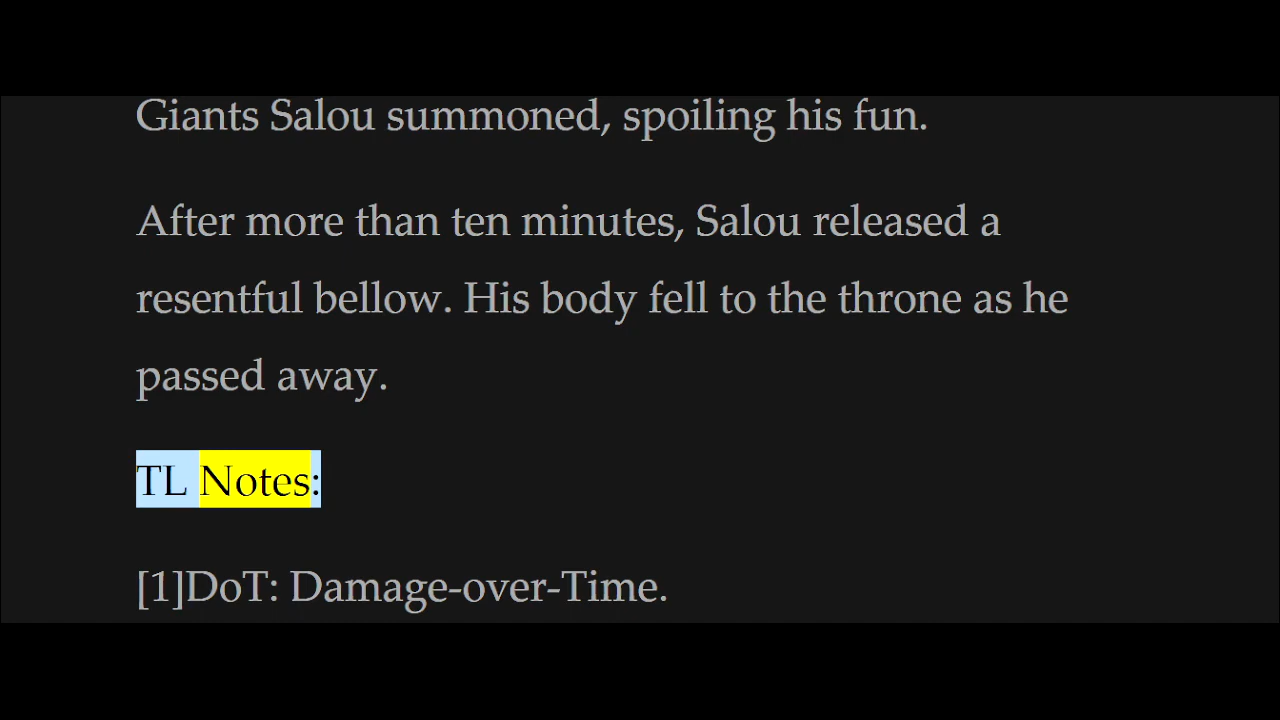 Giants Salou summoned, spoiling his fun.
After more than ten minutes, Salou released a
resentful bellow. His body fell to the throne as he
passed away.
TL Notes:
[1]DoT: Damage-over-Time.